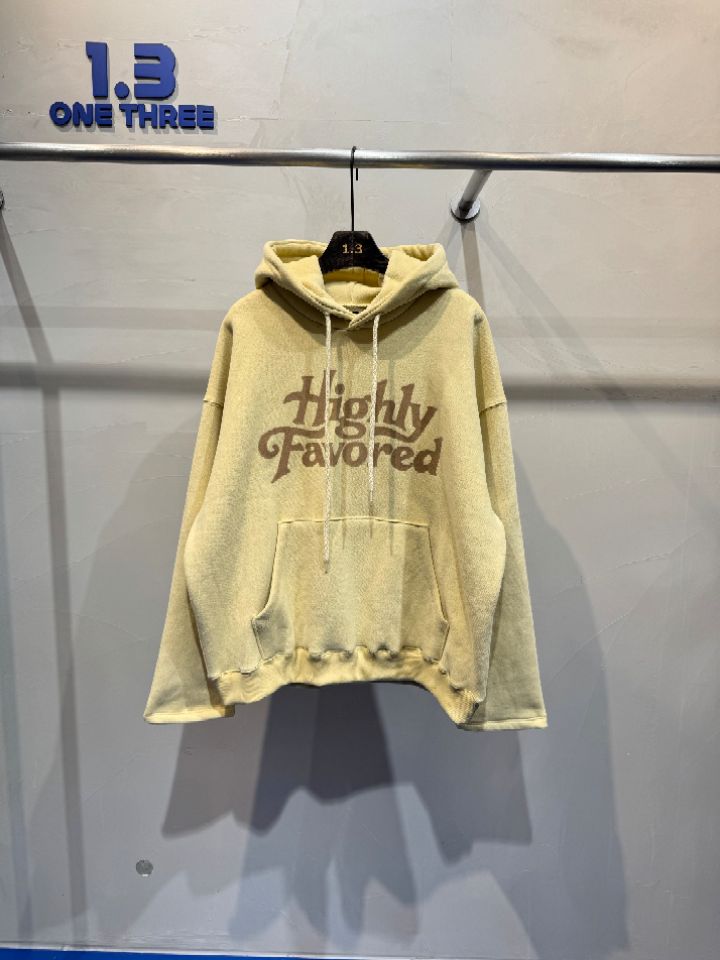 1.3
ONE THREE
1.3
Highly
Favored